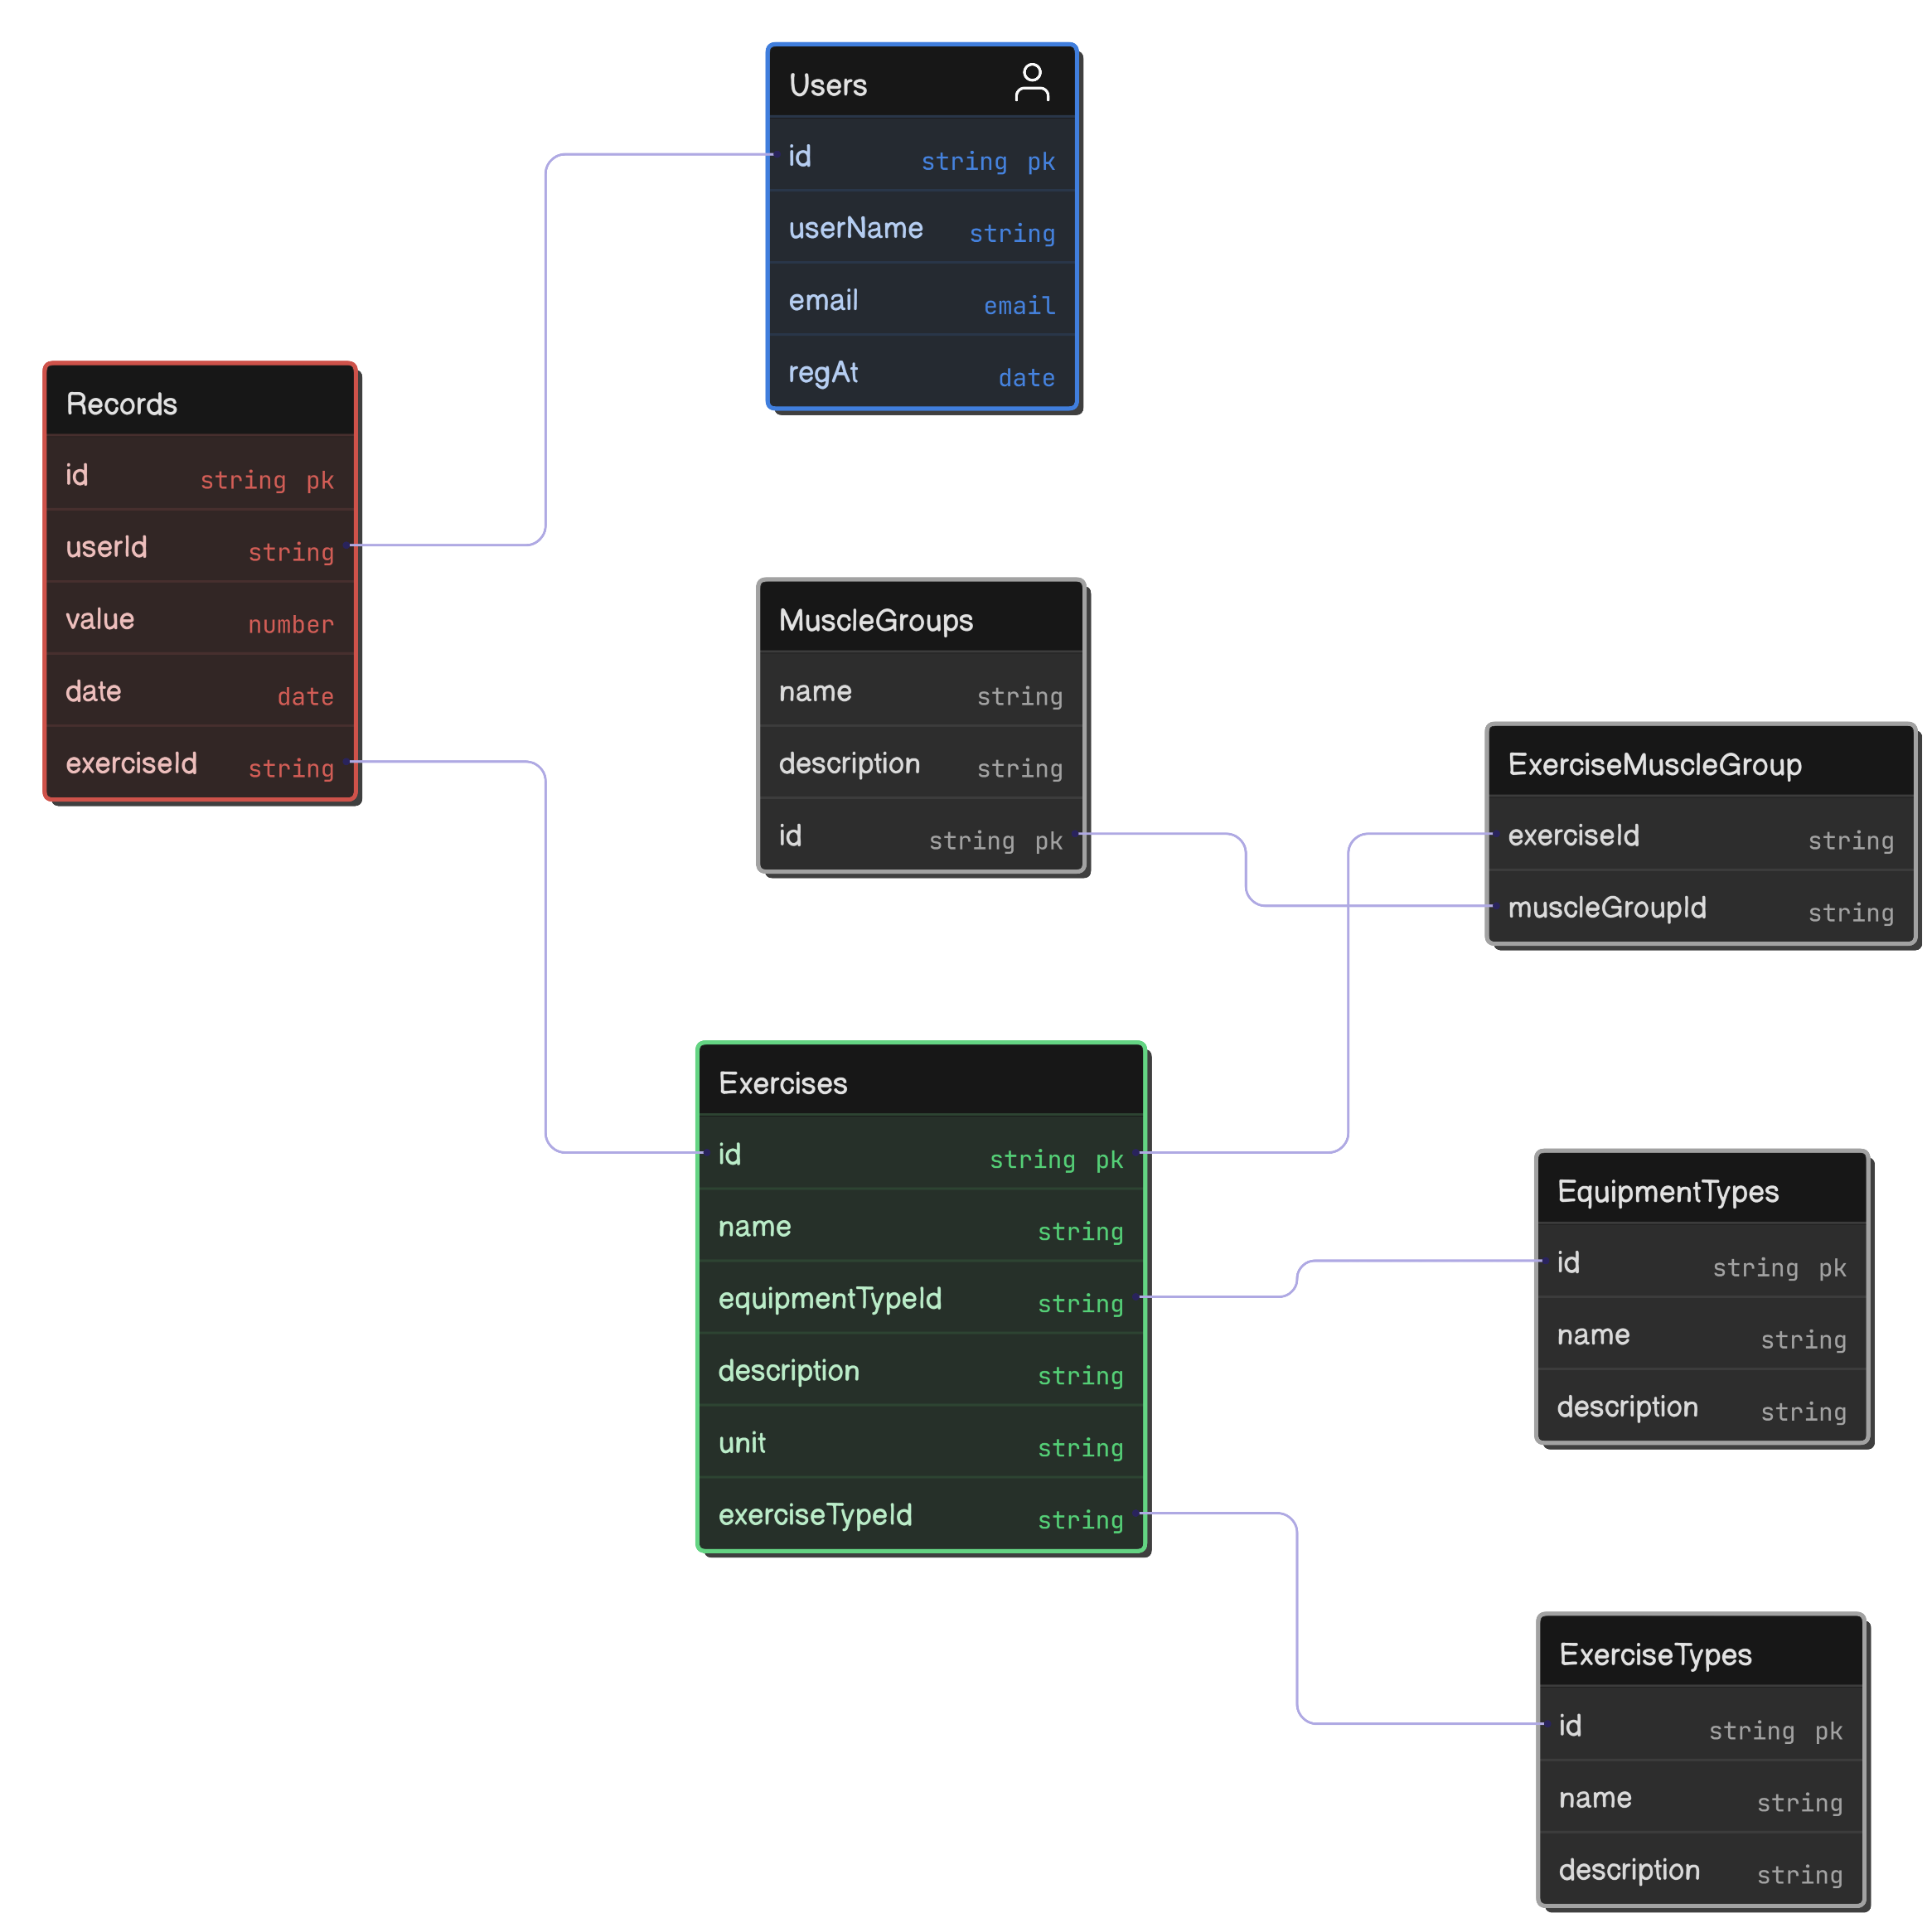 Users
id string pk
userName string
email email
regAt date
Records
id string pk
userId string
value number
date date
exerciseId string
MuscleGroups
name string
description string
id string pk
ExerciseMuscleGroup
exerciseId string
muscleGroupId string
Exercises
id string pk
name string
equipmentTypeId string
description string
unit string
exerciseTypeId string
EquipmentTypes
id string pk
name string
description string
ExerciseTypes
id string pk
name string
description string